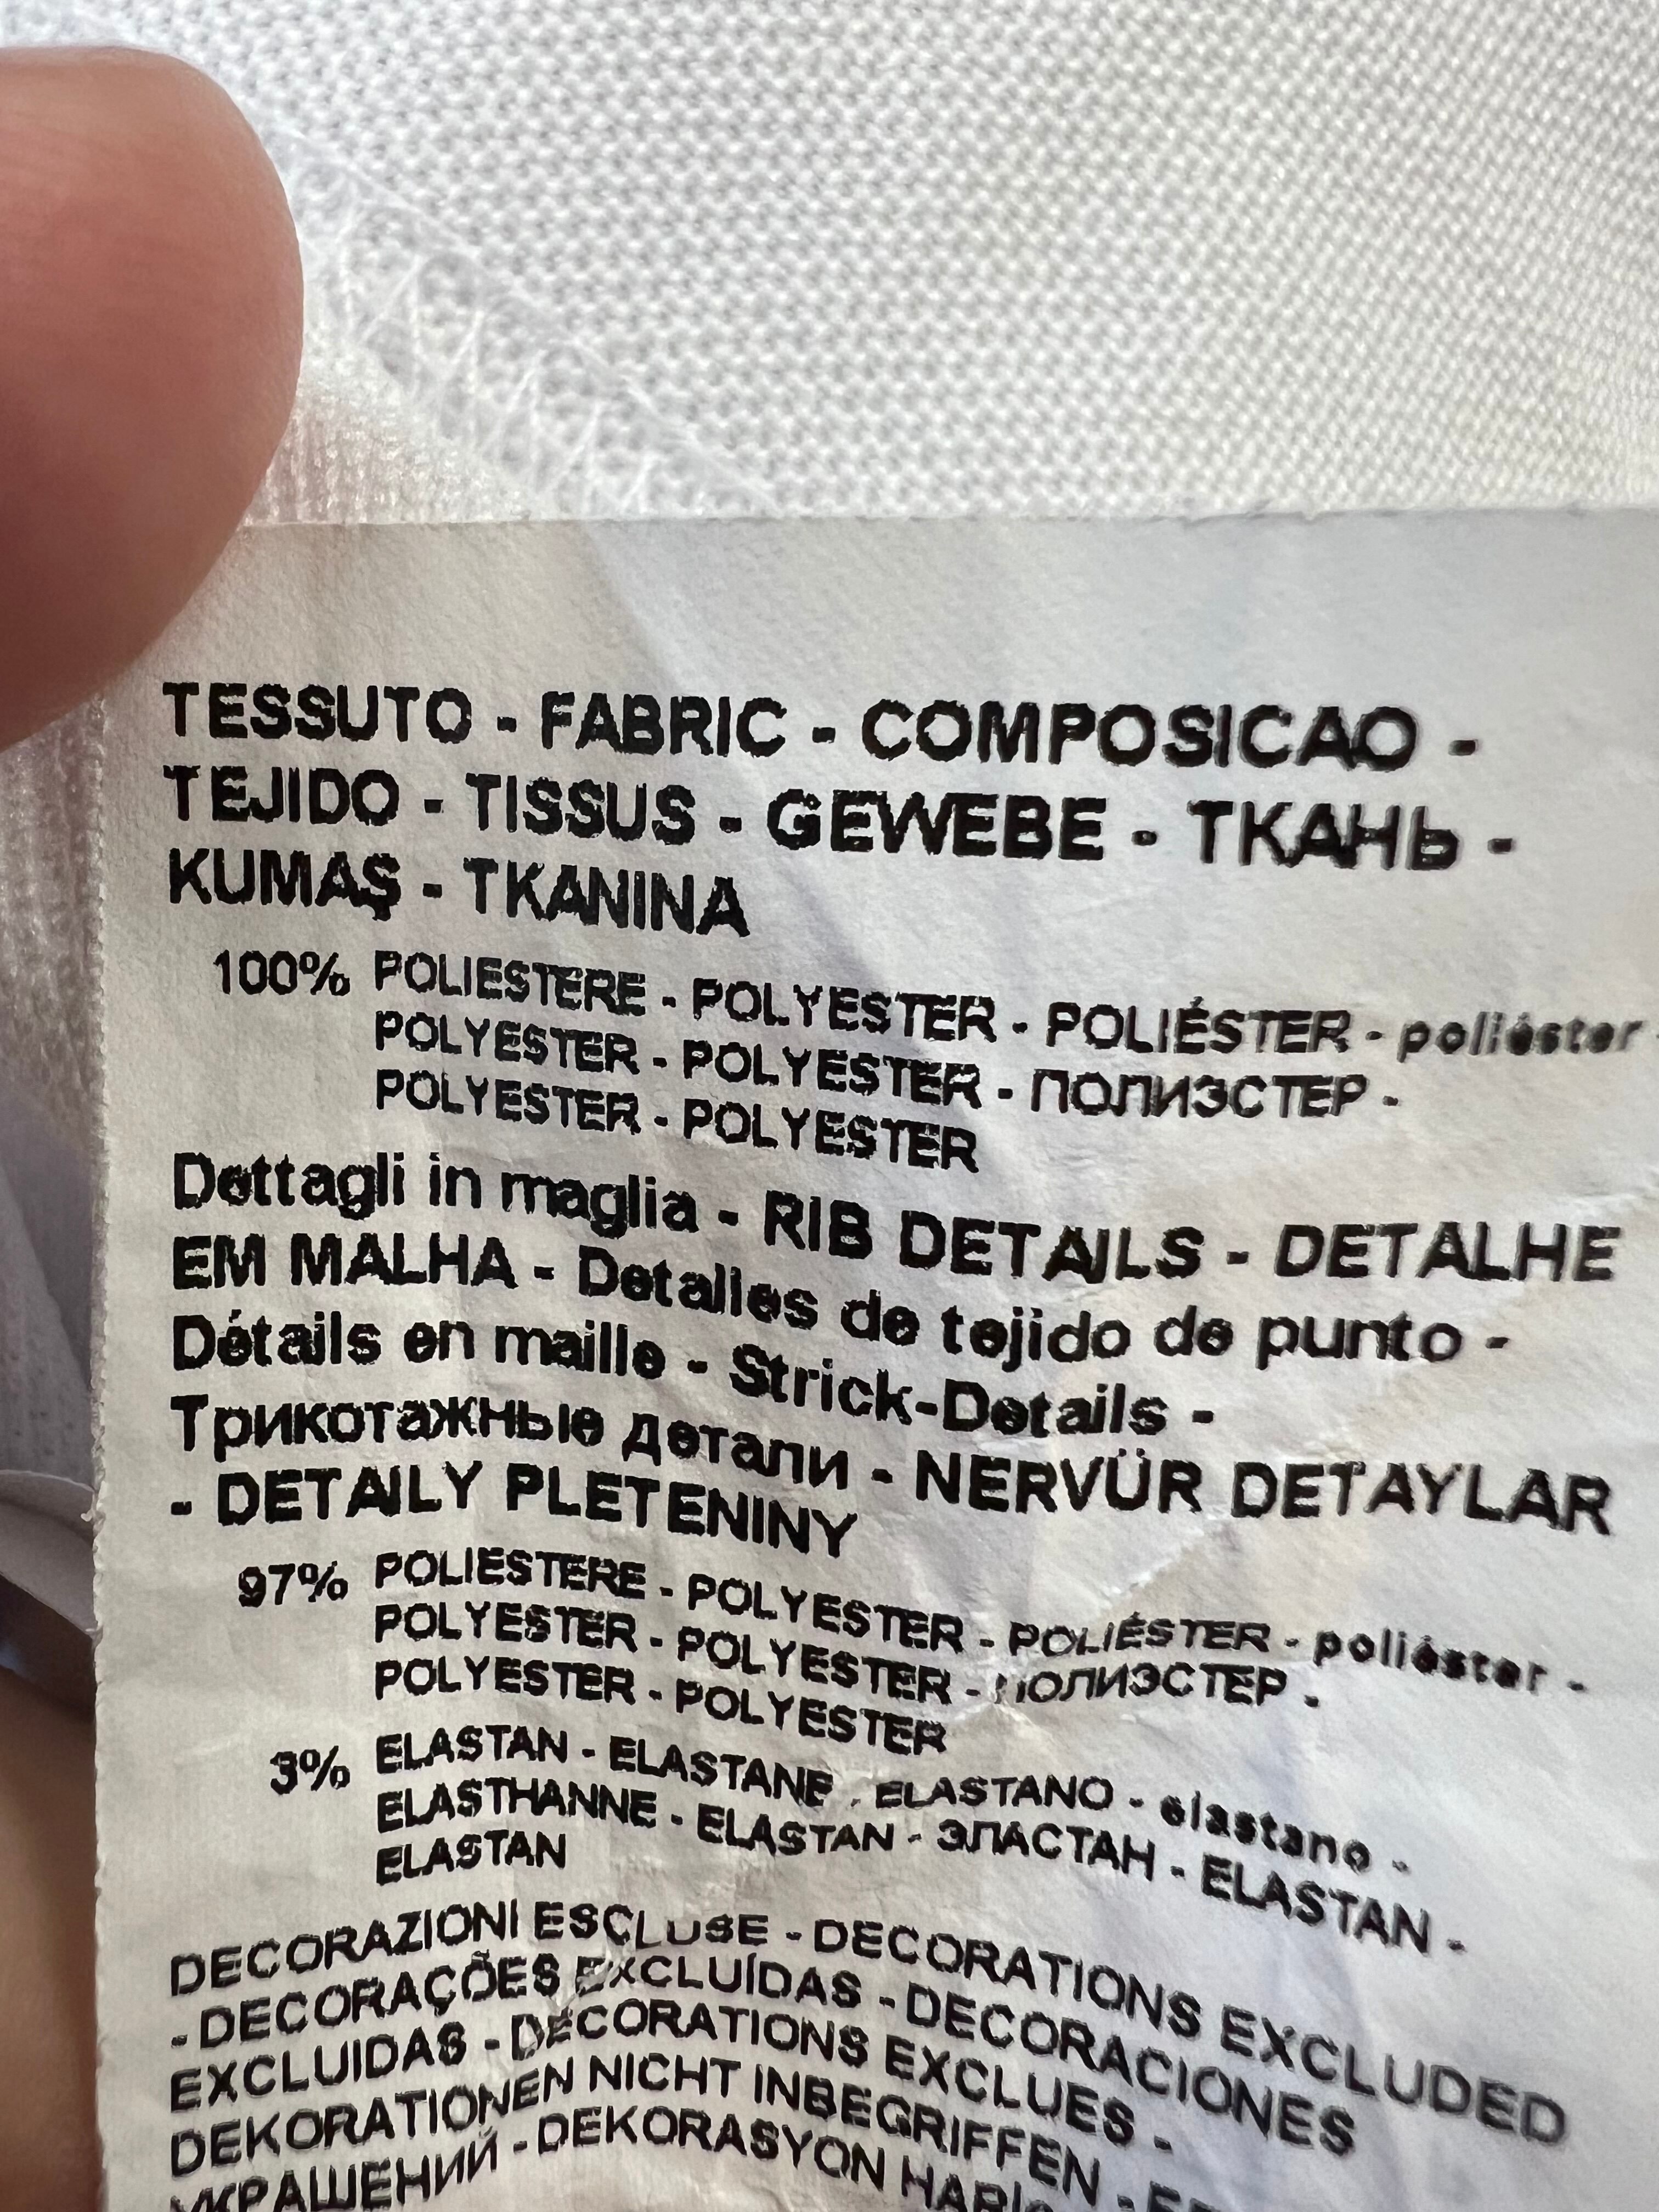 TESSUTO - FABRIC - COMPOSICAO -
TEJIDO - TISSUS - GEWEBE - ТКАНЬ -
KUMAŞ - TKANINA
100% POLIESTERE - POLYESTER - POLIÉSTER - poliéster -
POLYESTER - POLYESTER - ПОЛИЭСТЕР -
POLYESTER - POLYESTER
Dettagli in maglia - RIB DETAILS - DETALHE
EM MALHA - Detalles de tejido de punto -
Détails en maille - Strick-Details -
Трикотажные детали - NERVÜR DETAYLAR
- DETAILY PLETENINY
97% POLIESTERE - POLYESTER - POLIÉSTER - poliéster -
POLYESTER - POLYESTER - ПОЛИЭСТЕР -
POLYESTER - POLYESTER
3% ELASTAN - ELASTANE - ELASTANO - elastano -
ELASTHANNE - ELASTAN - ЭЛАСТАН - ELASTAN -
ELASTAN
DECORAZIONI ESCLUSE - DECORATIONS EXCLUDED
- DECORAÇÕES EXCLUÍDAS - DECORACIONES
EXCLUIDAS - DECORATIONS EXCLUES -
DEKORATIONEN NICHT INBEGRIFFEN -
УКРАШЕНИЙ - DEKORASYON